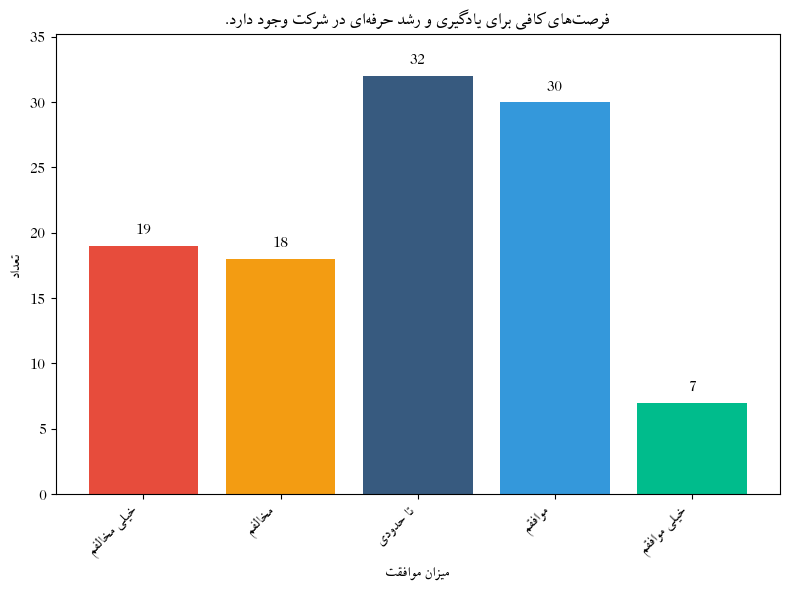 فرصت‌های کافی برای یادگیری و رشد حرفه‌ای در شرکت وجود دارد.
35
30
25
20
15
10
5
0
تعداد
19
18
32
30
7
خیلی مخالفم
مخالفم
تا حدودی
موافقم
خیلی موافقم
میزان موافقت